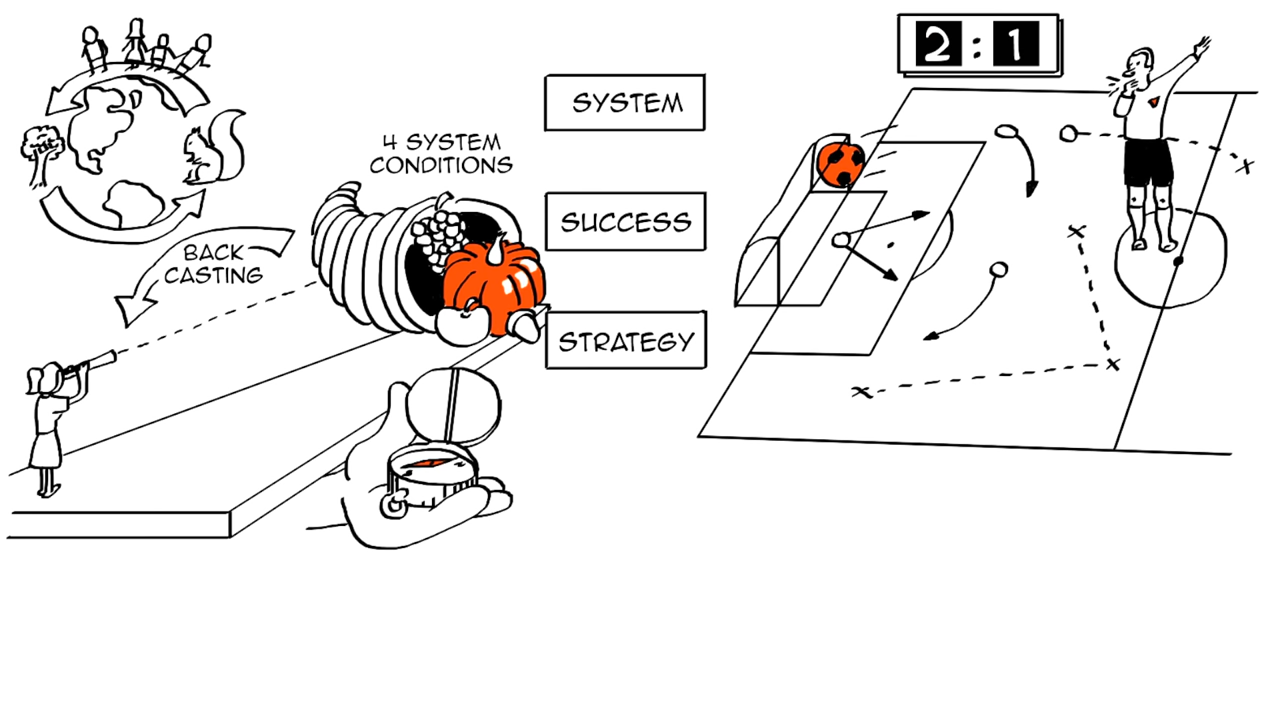 2 : 1
4 SYSTEM
CONDITIONS
BACK
CASTING
SYSTEM
SUCCESS
STRATEGY